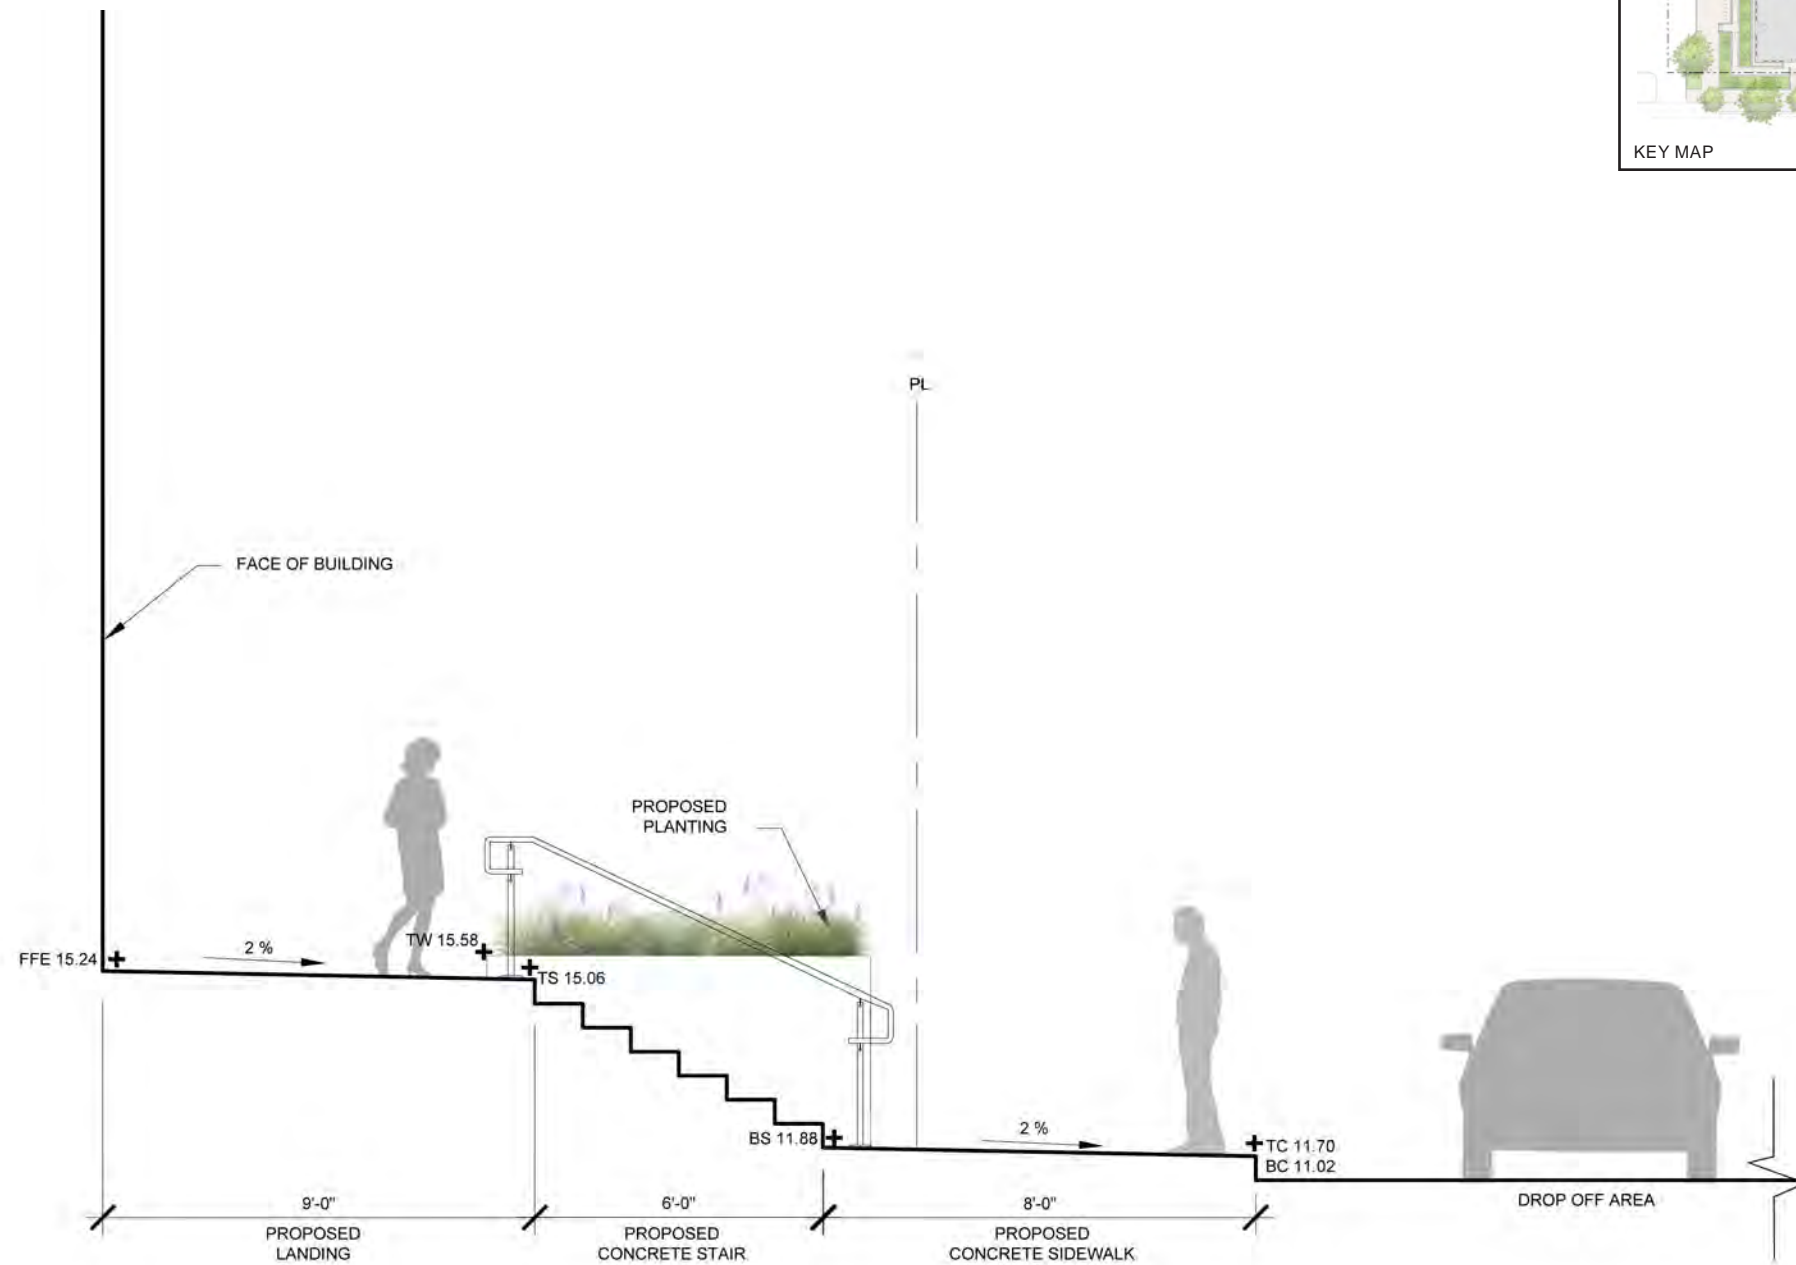 KEY MAP
PL
FACE OF BUILDING
PROPOSED
PLANTING
FFE 15.24
2 %
TW 15.58
TS 15.06
BS 11.88
2 %
TC 11.70
BC 11.02
DROP OFF AREA
9'-0"
PROPOSED
LANDING
6'-0"
PROPOSED
CONCRETE STAIR
8'-0"
PROPOSED
CONCRETE SIDEWALK